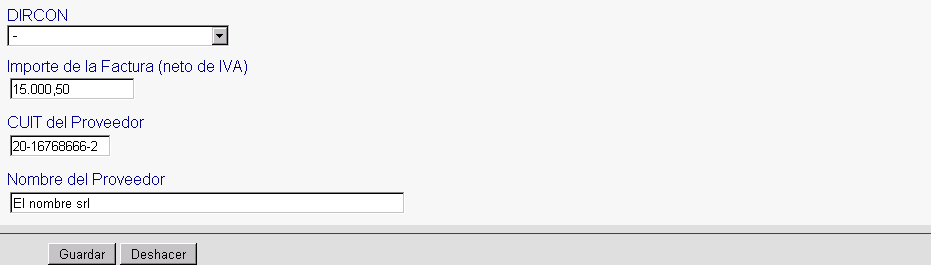 DIRCON
-
Importe de la Factura (neto de IVA)
15.000,50
CUIT del Proveedor
20-16768666-2
Nombre del Proveedor
El nombre srl
Guardar Deshacer